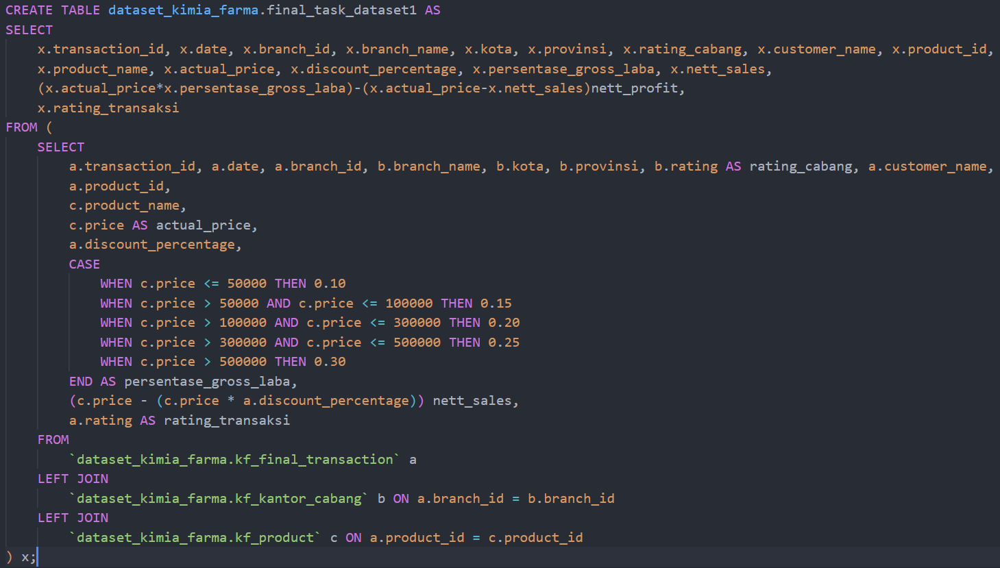 CREATE TABLE dataset_kimia_farma.final_task_dataset1 AS
SELECT
    x.transaction_id, x.date, x.branch_id, x.branch_name, x.kota, x.provinsi, x.rating_cabang, x.customer_name, x.product_id,
    x.product_name, x.actual_price, x.discount_percentage, x.persentase_gross_laba, x.nett_sales,
    (x.actual_price*x.persentase_gross_laba)-(x.actual_price-x.nett_sales)nett_profit,
    x.rating_transaksi
FROM (
    SELECT
        a.transaction_id, a.date, a.branch_id, b.branch_name, b.kota, b.provinsi, b.rating AS rating_cabang, a.customer_name,
        a.product_id,
        c.product_name,
        c.price AS actual_price,
        a.discount_percentage,
        CASE
            WHEN c.price <= 50000 THEN 0.10
            WHEN c.price > 50000 AND c.price <= 100000 THEN 0.15
            WHEN c.price > 100000 AND c.price <= 300000 THEN 0.20
            WHEN c.price > 300000 AND c.price <= 500000 THEN 0.25
            WHEN c.price > 500000 THEN 0.30
        END AS persentase_gross_laba,
        (c.price - (c.price * a.discount_percentage)) nett_sales,
        a.rating AS rating_transaksi
    FROM
        `dataset_kimia_farma.kf_final_transaction` a
    LEFT JOIN
        `dataset_kimia_farma.kf_kantor_cabang` b ON a.branch_id = b.branch_id
    LEFT JOIN
        `dataset_kimia_farma.kf_product` c ON a.product_id = c.product_id
) x;